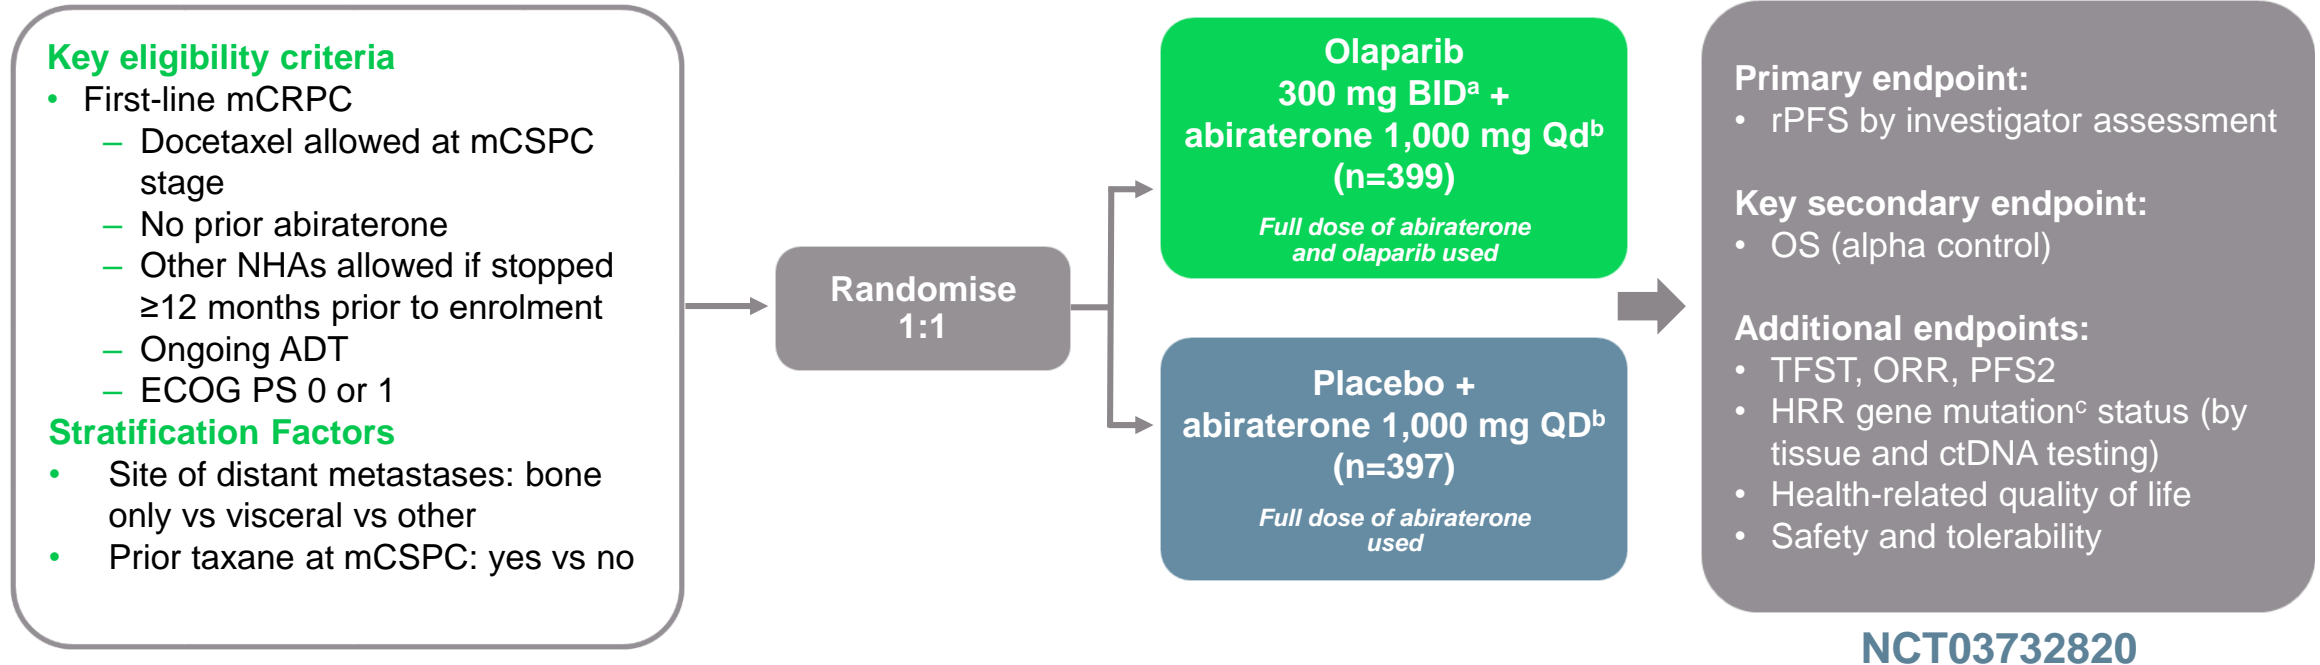 Key eligibility criteria
• First-line mCRPC
– Docetaxel allowed at mCSPC
stage
– No prior abiraterone
– Other NHAs allowed if stopped
≥12 months prior to enrolment
– Ongoing ADT
– ECOG PS 0 or 1
Stratification Factors
• Site of distant metastases: bone
only vs visceral vs other
• Prior taxane at mCSPC: yes vs no
Randomise
1:1
Olaparib
300 mg BIDᵃ +
abiraterone 1,000 mg Qdᵇ
(n=399)
Full dose of abiraterone
and olaparib used
Placebo +
abiraterone 1,000 mg QDᵇ
(n=397)
Full dose of abiraterone
used
Primary endpoint:
• rPFS by investigator assessment
Key secondary endpoint:
• OS (alpha control)
Additional endpoints:
• TFST, ORR, PFS2
• HRR gene mutationᶜ status (by
tissue and ctDNA testing)
• Health-related quality of life
• Safety and tolerability
NCT03732820